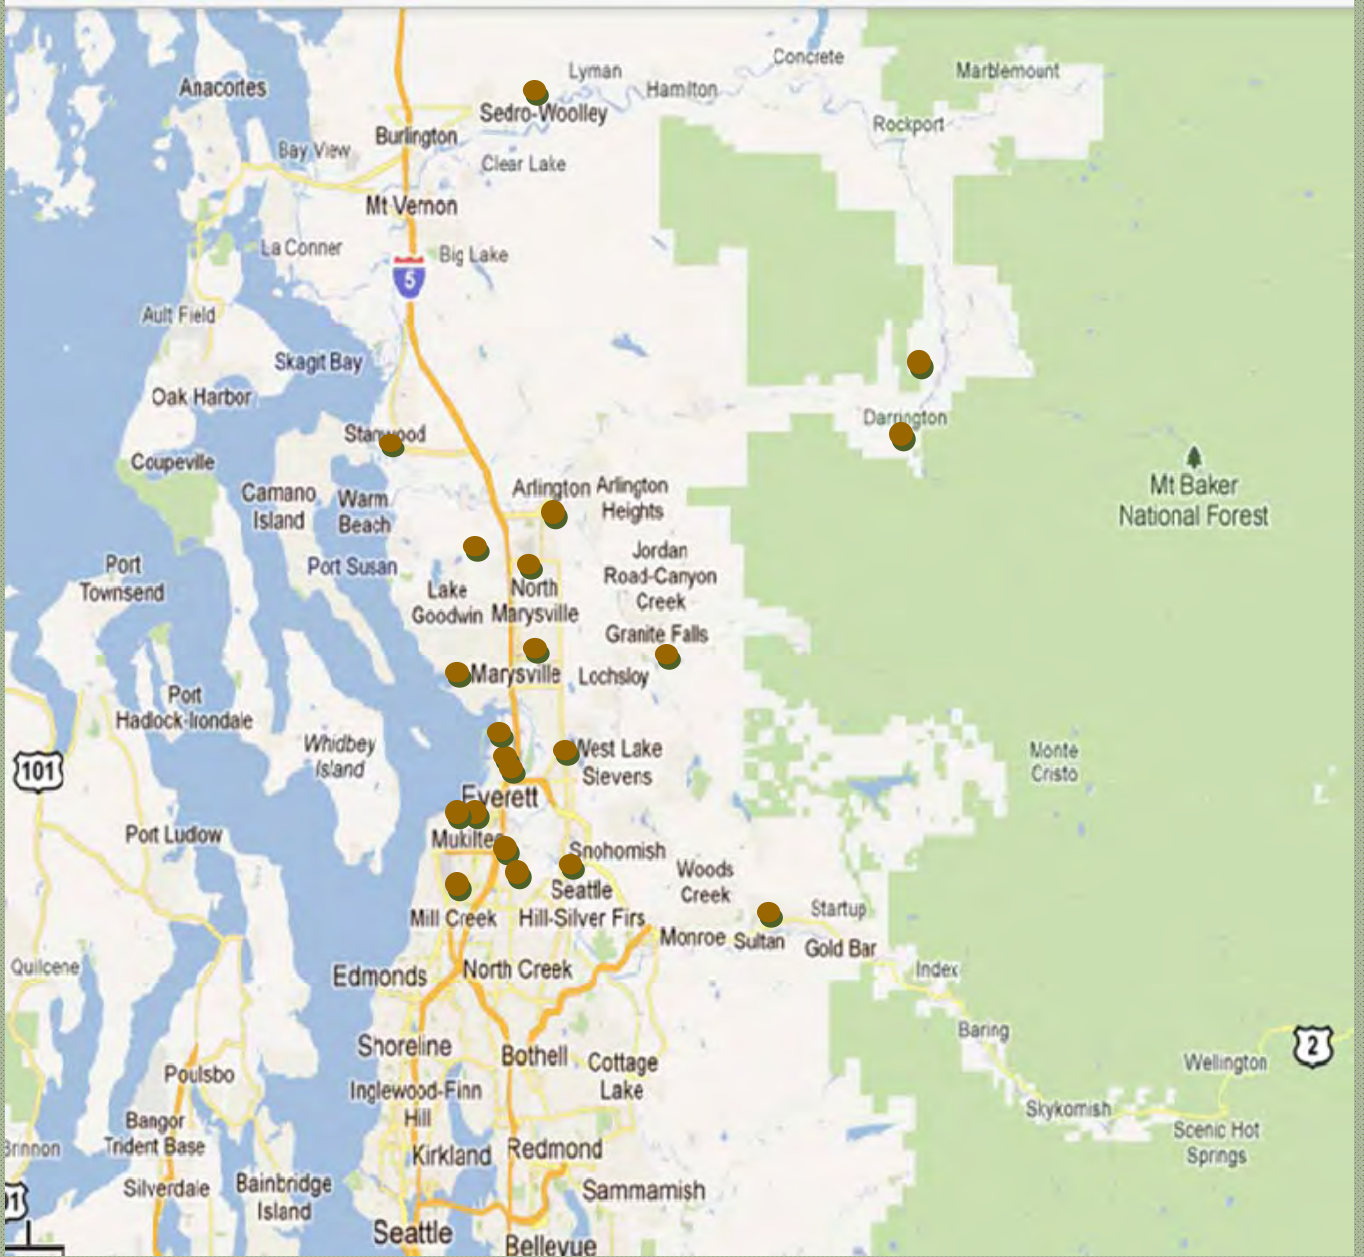 Concrete
Lyman
Marblemount
Anacortes
Hamilton
Sedro-Woolley
Rockport
Burlington
Bay View
Clear Lake
Mt Vernon
La Conner
Big Lake
5
Ault Field
Skagit Bay
Oak Harbor
Darrington
Stanwood
Coupeville
Camano
Island
Warm
Beach
Arlington
Arlington
Heights
Mt Baker
National Forest
Port
Townsend
Port Susan
Jordan
Road-Canyon
Creek
Lake
Goodwin
North
Marysville
Granite Falls
Marysville
Lochsloy
Port
Hadlock-Irondale
Whidbey
Island
West Lake
Stevens
Monte
Cristo
101
Everett
Port Ludlow
Mukilteo
Snohomish
Woods
Creek
Seattle
Hill-Silver Firs
Mill Creek
Startup
Monroe
Sultan
Gold Bar
Quilcene
Edmonds
North Creek
Index
Baring
2
Shoreline
Bothell
Cottage
Lake
Wellington
Poulsbo
Inglewood-Finn
Hill
Skykomish
Bangor
Trident Base
Scenic Hot
Springs
Brinnon
Kirkland
Redmond
Silverdale
Bainbridge
Island
Sammamish
01
Seattle
Bellevue